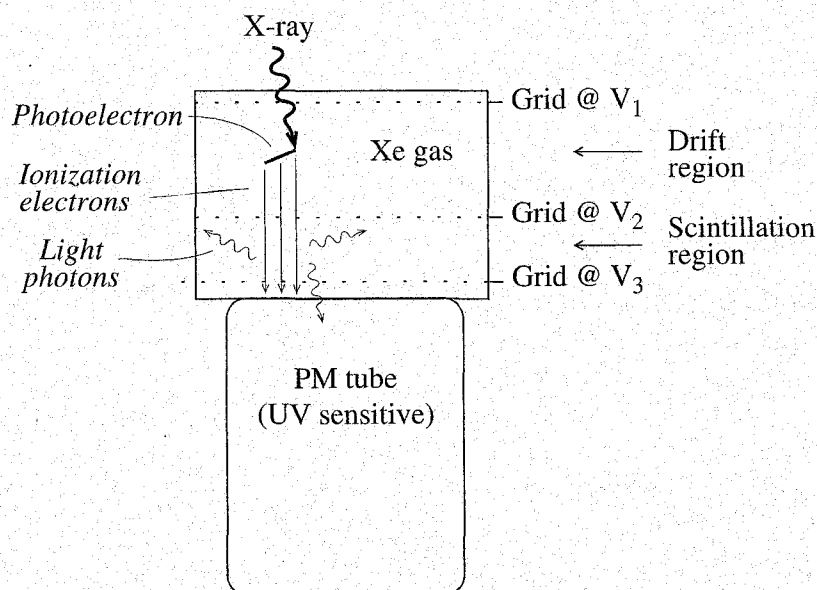 X-ray
Grid @ V1
Photoelectron
Xe gas
Drift
region
Ionization
electrons
Grid @ V2
Scintillation
region
Light
photons
Grid @ V3
PM tube
(UV sensitive)